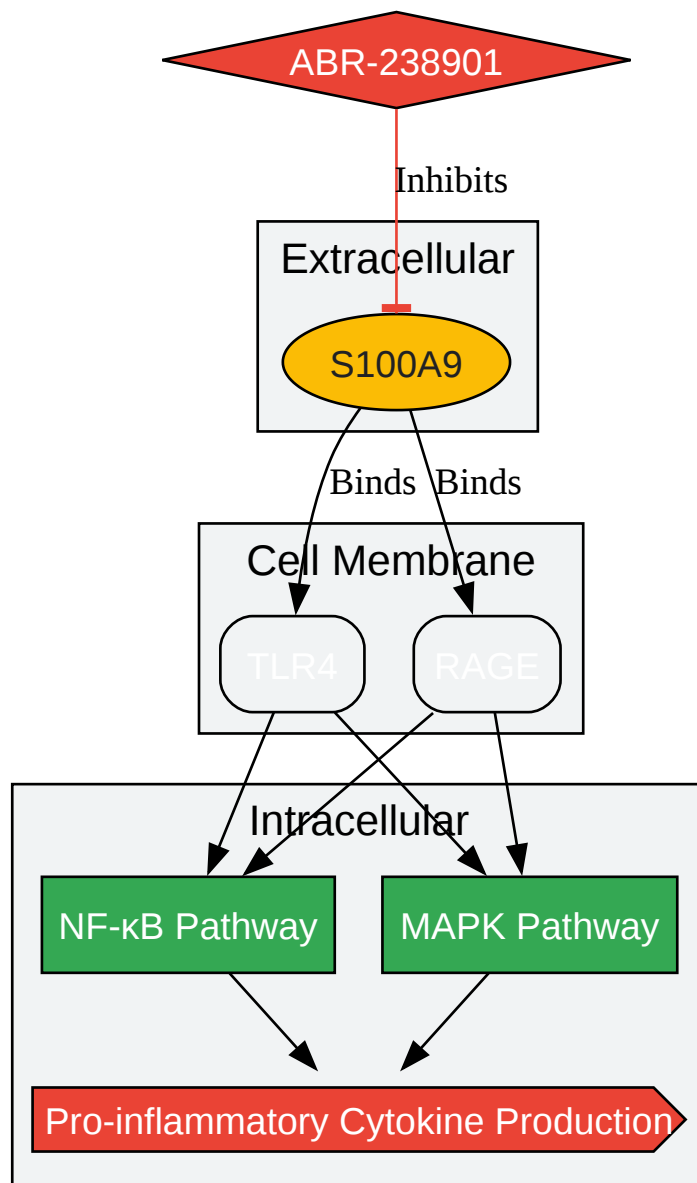 ABR-238901
Inhibits
Extracellular
S100A9
Binds Binds
Cell Membrane
TLR4 RAGE
Intracellular
NF-κB Pathway MAPK Pathway
Pro-inflammatory Cytokine Production